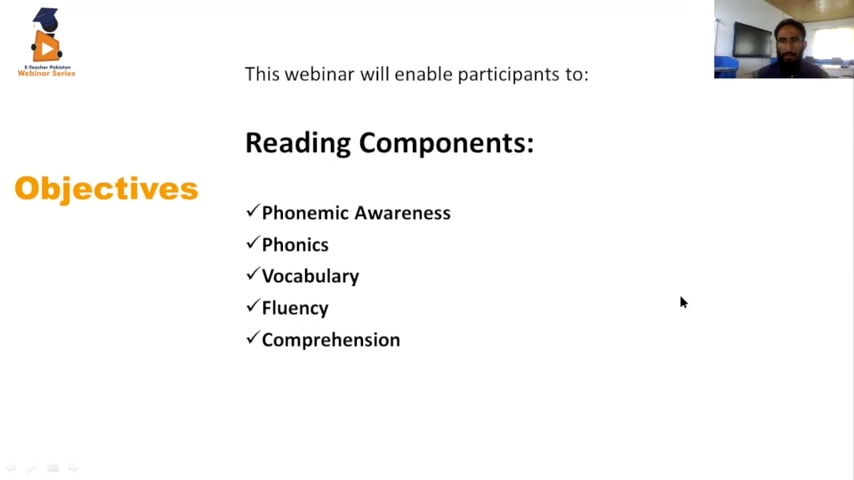 E-Teacher Pakistan
Webinar Series
This webinar will enable participants to:
Reading Components:
Objectives
✓Phonemic Awareness
✓Phonics
✓Vocabulary
✓Fluency
✓Comprehension